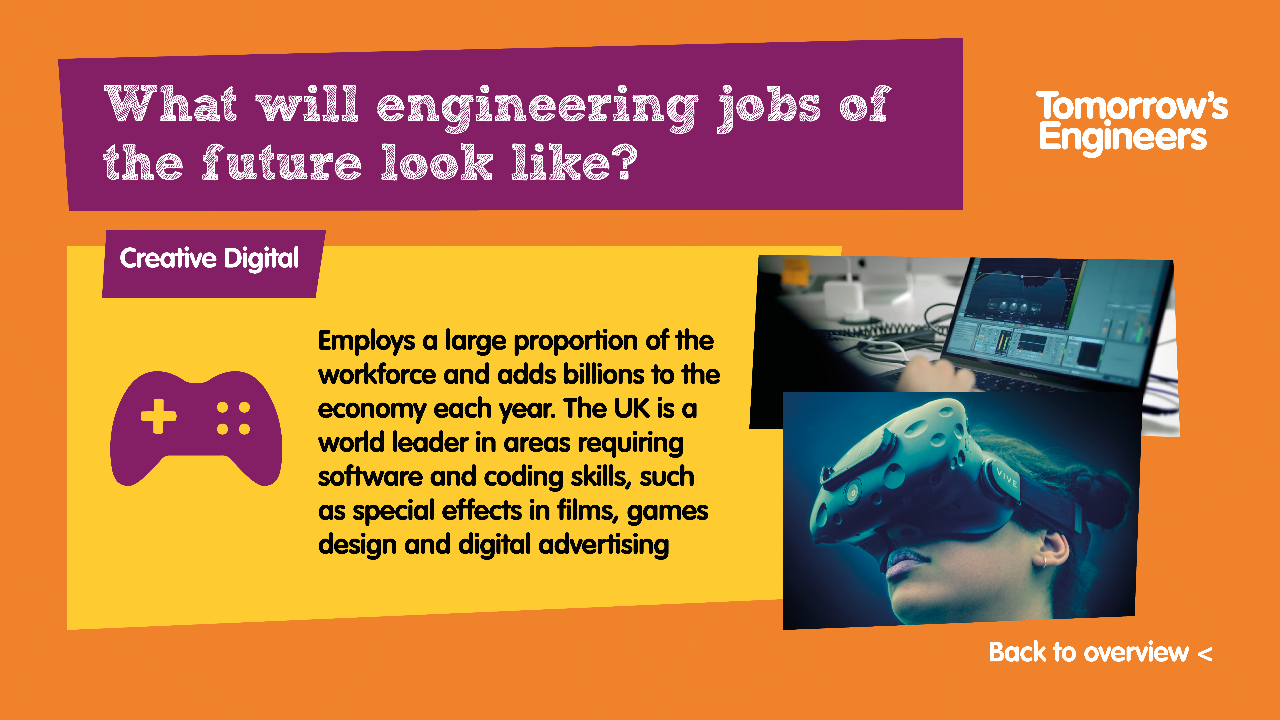 What will engineering jobs of
the future look like?
Tomorrow's
Engineers
Creative Digital
Employs a large proportion of the
workforce and adds billions to the
economy each year. The UK is a
world leader in areas requiring
software and coding skills, such
as special effects in films, games
design and digital advertising
VIVE
Back to overview <